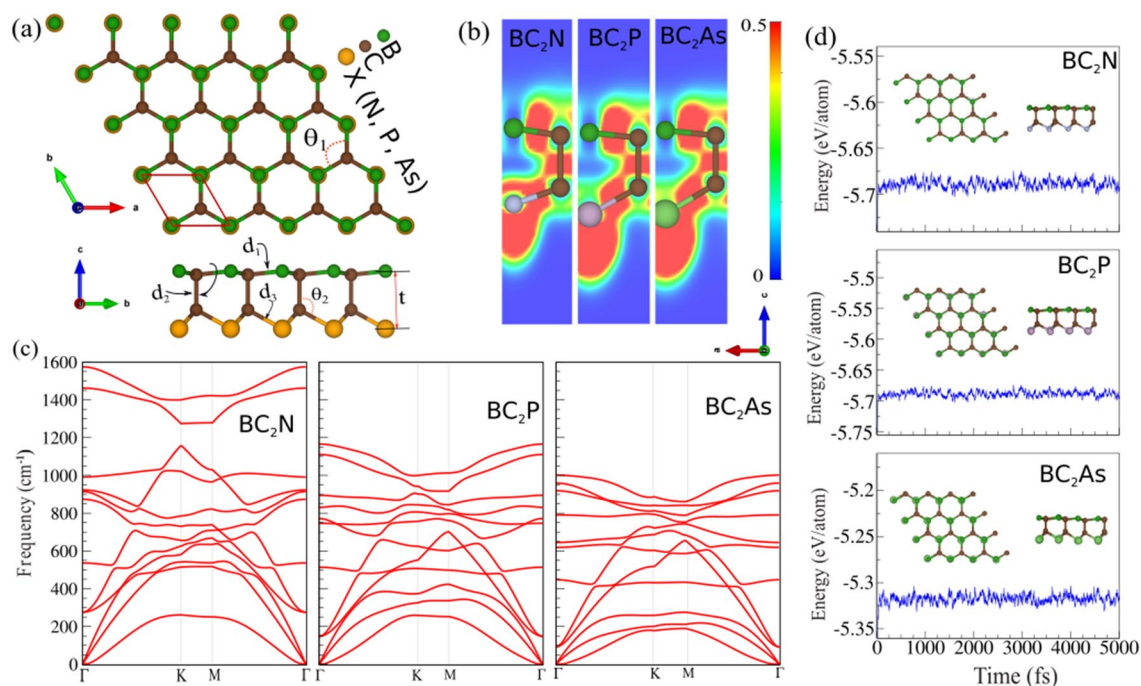 (a)
B
C
X (N, P, As)
θ1
b
a
c
b
d1
d2
d3
θ2
t
(b)
BC2N
BC2P
BC2As
0.5
0
c
a
(c)
1600
1400
1200
1000
800
600
400
200
0
Frequency (cm-1)
BC2N
BC2P
BC2As
Γ K M Γ K M Γ K M Γ
(d)
BC2N
-5.55
-5.6
-5.65
-5.7
Energy (eV/atom)
BC2P
-5.5
-5.55
-5.6
-5.65
-5.7
-5.75
Energy (eV/atom)
BC2As
-5.2
-5.25
-5.3
-5.35
Energy (eV/atom)
0 1000 2000 3000 4000 5000
Time (fs)